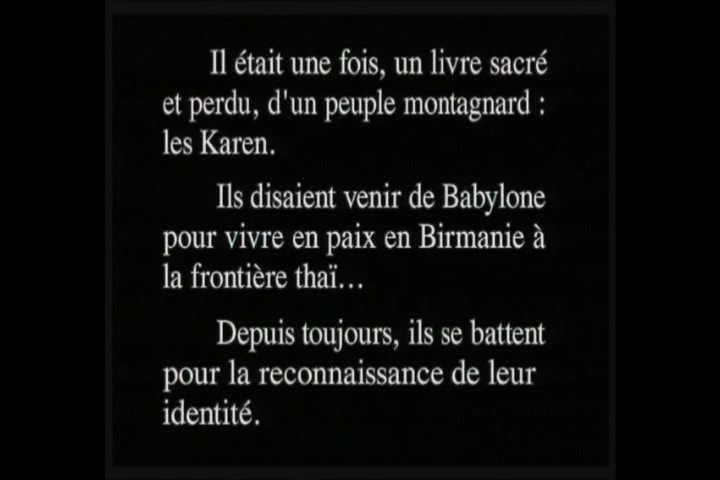 Il était une fois, un livre sacré
et perdu, d'un peuple montagnard :
les Karen.
Ils disaient venir de Babylone
pour vivre en paix en Birmanie à
la frontière thaï...
Depuis toujours, ils se battent
pour la reconnaissance de leur
identité.